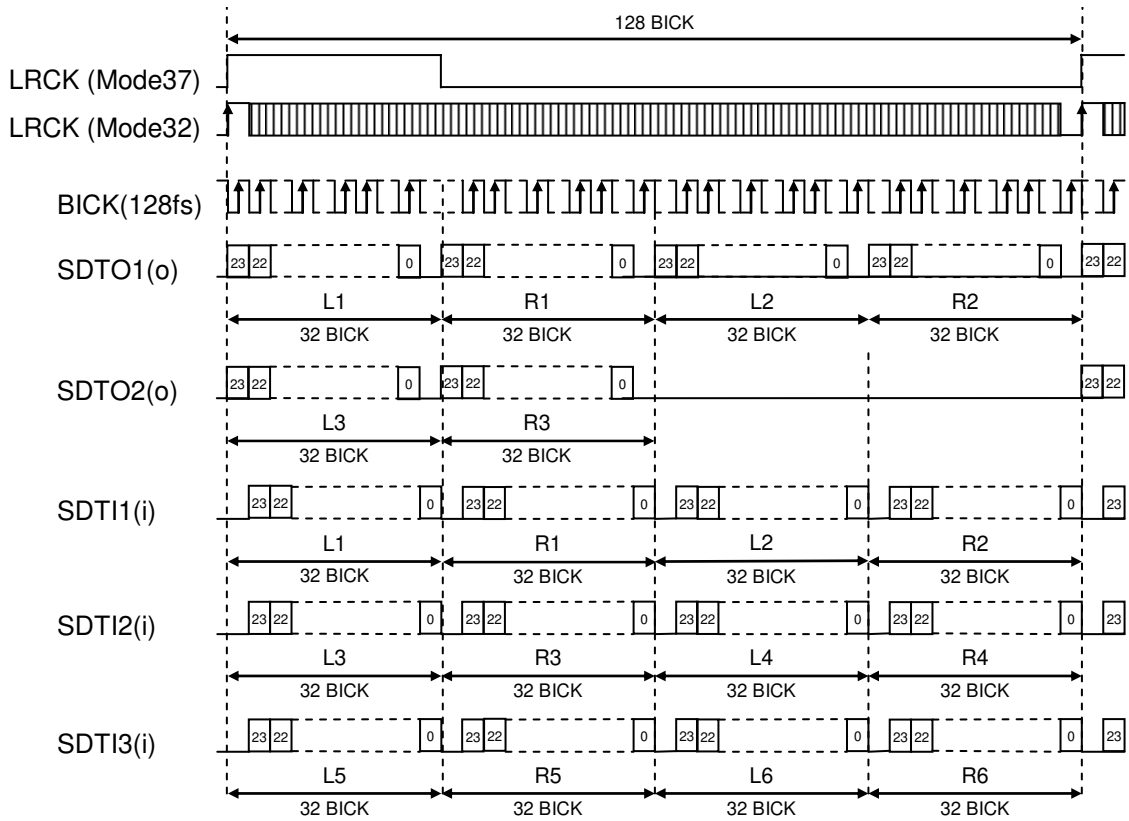 128 BICK
LRCK (Mode37)
LRCK (Mode32)
BICK(128fs)
SDTO1(o) 23 22 0 23 22 0 23 22 0 23 22 0 23 22
L1 R1 L2 R2
32 BICK 32 BICK 32 BICK 32 BICK
SDTO2(o) 23 22 0 23 22 0 23 22
L3 R3
32 BICK 32 BICK
SDTI1(i) 23 22 0 23 22 0 23 22 0 23 22 0 23
L1 R1 L2 R2
32 BICK 32 BICK 32 BICK 32 BICK
SDTI2(i) 23 22 0 23 22 0 23 22 0 23 22 0 23
L3 R3 L4 R4
32 BICK 32 BICK 32 BICK 32 BICK
SDTI3(i) 23 22 0 23 22 0 23 22 0 23 22 0 23
L5 R5 L6 R6
32 BICK 32 BICK 32 BICK 32 BICK